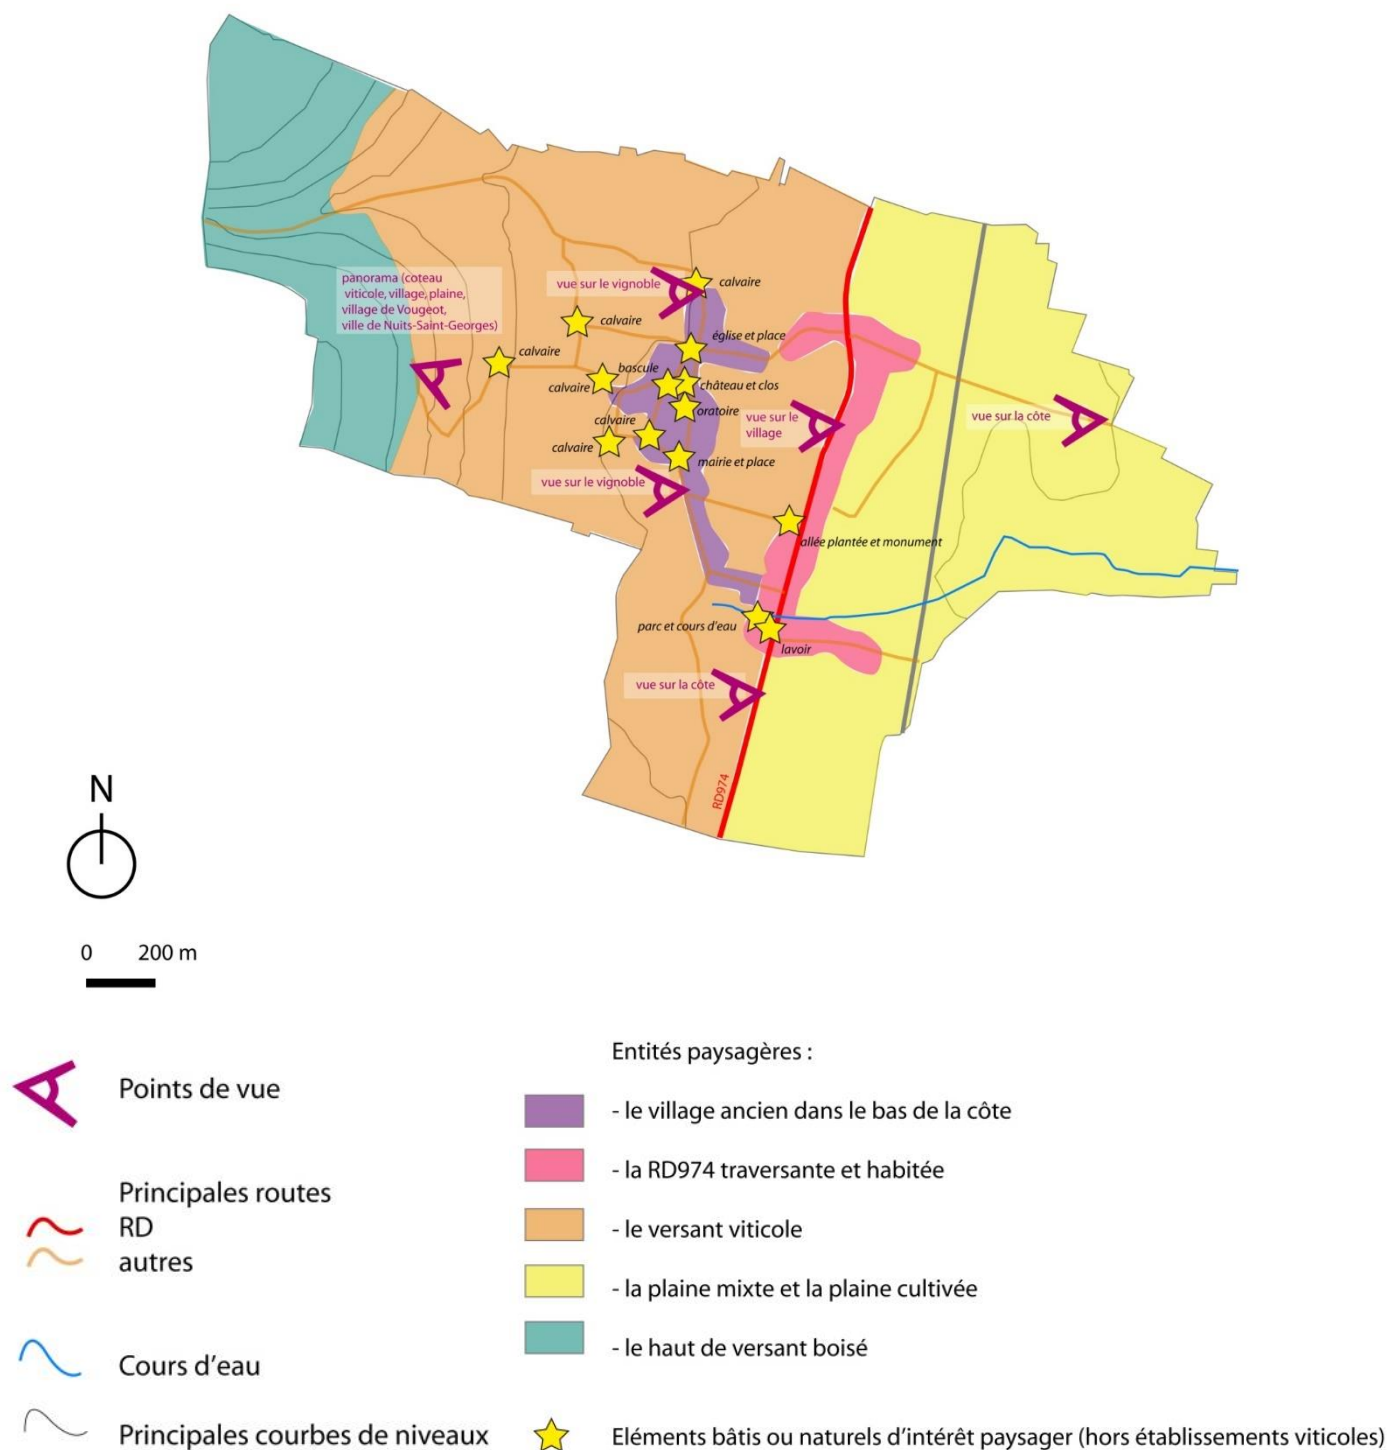 panorama (coteau
viticole, village, plaine,
village de Vougeot,
ville de Nuits-Saint-Georges)
vue sur le vignoble
calvaire
calvaire
église et place
calvaire
bascule
calvaire
château et clos
oratoire
calvaire
vue sur le
village
vue sur la côte
calvaire
mairie et place
vue sur le vignoble
allée plantée et monument
parc et cours d'eau
lavoir
vue sur la côte
RD974
N
0 200 m
Points de vue
Principales routes
RD
autres
Cours d'eau
Principales courbes de niveaux
Entités paysagères :
- le village ancien dans le bas de la côte
- la RD974 traversante et habitée
- le versant viticole
- la plaine mixte et la plaine cultivée
- le haut de versant boisé
Eléments bâtis ou naturels d'intérêt paysager (hors établissements viticoles)